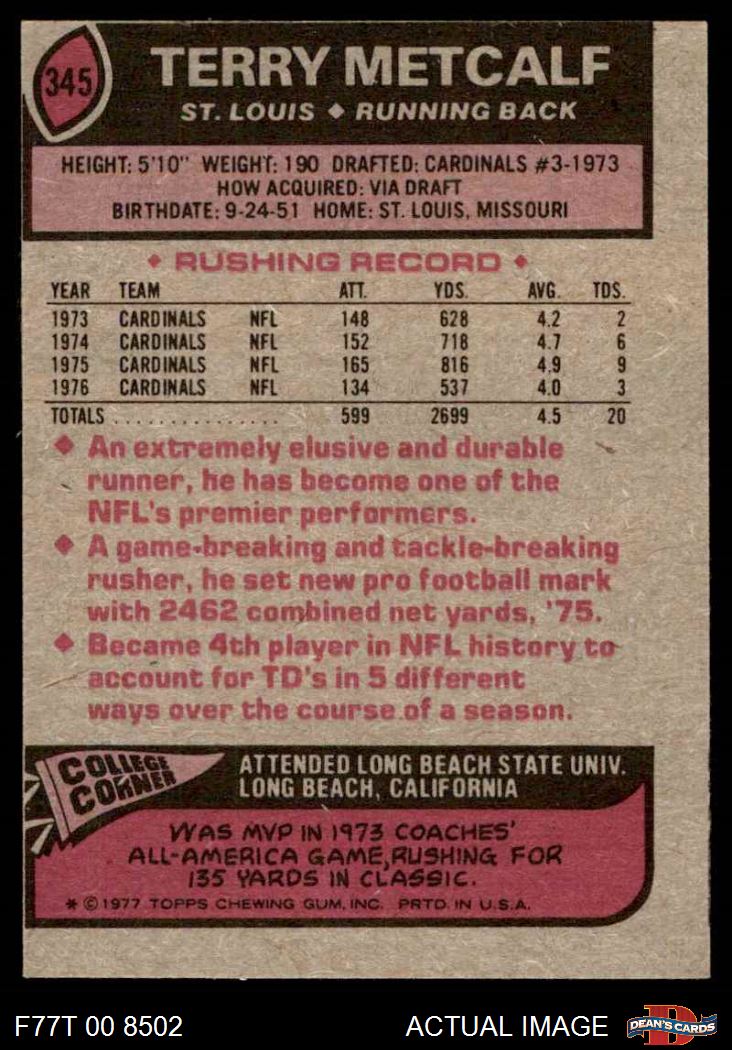 345
TERRY METCALF
ST. LOUIS ♦ RUNNING BACK
HEIGHT: 5'10" WEIGHT: 190 DRAFTED: CARDINALS #3-1973
HOW ACQUIRED: VIA DRAFT
BIRTHDATE: 9-24-51 HOME: ST. LOUIS, MISSOURI
♦ RUSHING RECORD ♦
YEAR TEAM ATT. YDS. AVG. TDS.
1973 CARDINALS NFL 148 628 4.2 2
1974 CARDINALS NFL 152 718 4.7 6
1975 CARDINALS NFL 165 816 4.9 9
1976 CARDINALS NFL 134 537 4.0 3
TOTALS ................ 599 2699 4.5 20
♦ An extremely elusive and durable
runner, he has become one of the
NFL's premier performers.
♦ A game-breaking and tackle-breaking
rusher, he set new pro football mark
with 2462 combined net yards, '75.
♦ Became 4th player in NFL history to
account for TD's in 5 different
ways over the course of a season.
COLLEGE
CORNER
ATTENDED LONG BEACH STATE UNIV.
LONG BEACH, CALIFORNIA
WAS MVP IN 1973 COACHES'
ALL-AMERICA GAME, RUSHING FOR
135 YARDS IN CLASSIC.
* © 1977 TOPPS CHEWING GUM, INC. PRTD. IN U.S.A.
F77T 00 8502
ACTUAL IMAGE
D
DEAN'S CARDS